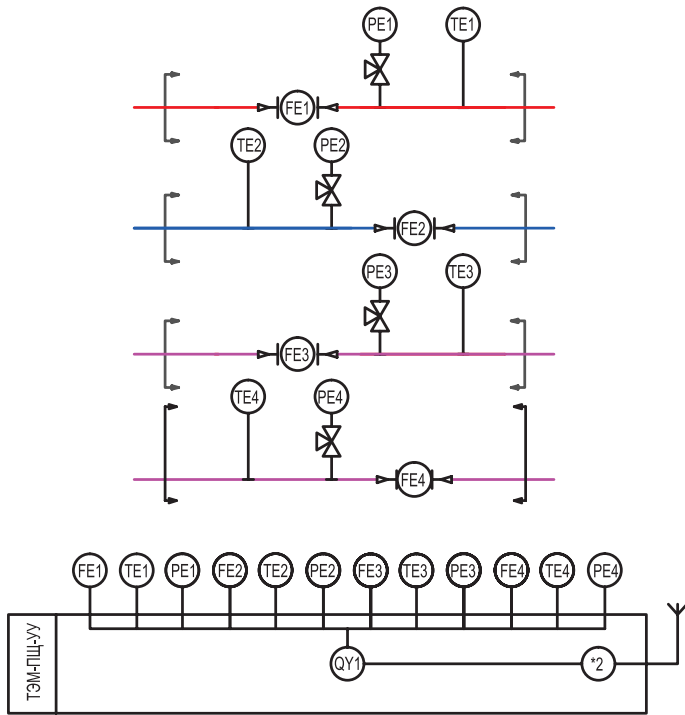 PE1 TE1
FE1
TE2 PE2
FE2
PE3 TE3
FE3
TE4 PE4
FE4
FE1 TE1 PE1 FE2 TE2 PE2 FE3 TE3 PE3 FE4 TE4 PE4
ТЭМ-ПЩ-УУ
QY1 *2